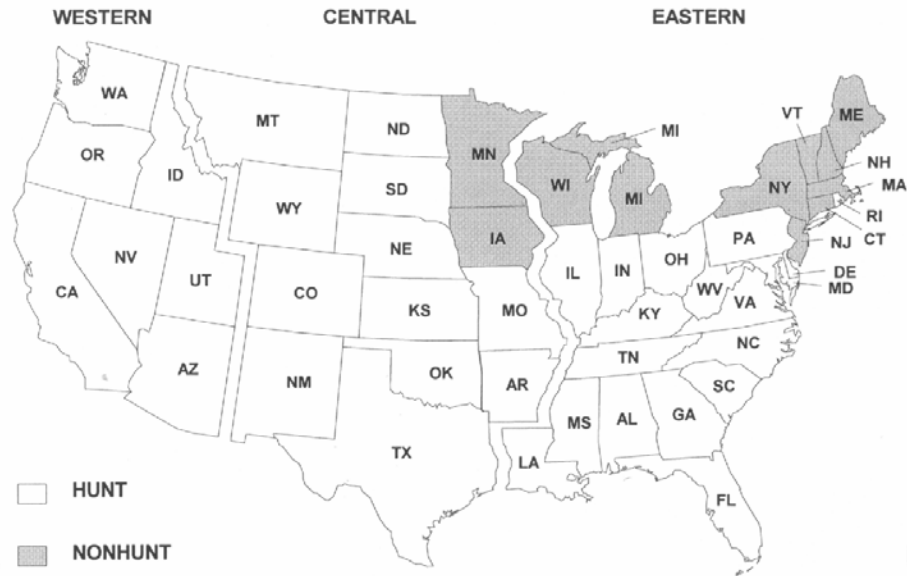 WESTERN CENTRAL EASTERN
WA
MT
ND
MN
MI
VT
ME
OR
ID
SD
WI
NH
MA
WY
MI
NY
RI
CT
NV
NE
IA
PA
NJ
UT
IL
IN
OH
DE
CA
CO
WV
MD
KS
MO
KY
VA
AZ
NM
OK
AR
TN
NC
SC
MS
AL
GA
TX
LA
FL
HUNT
NONHUNT